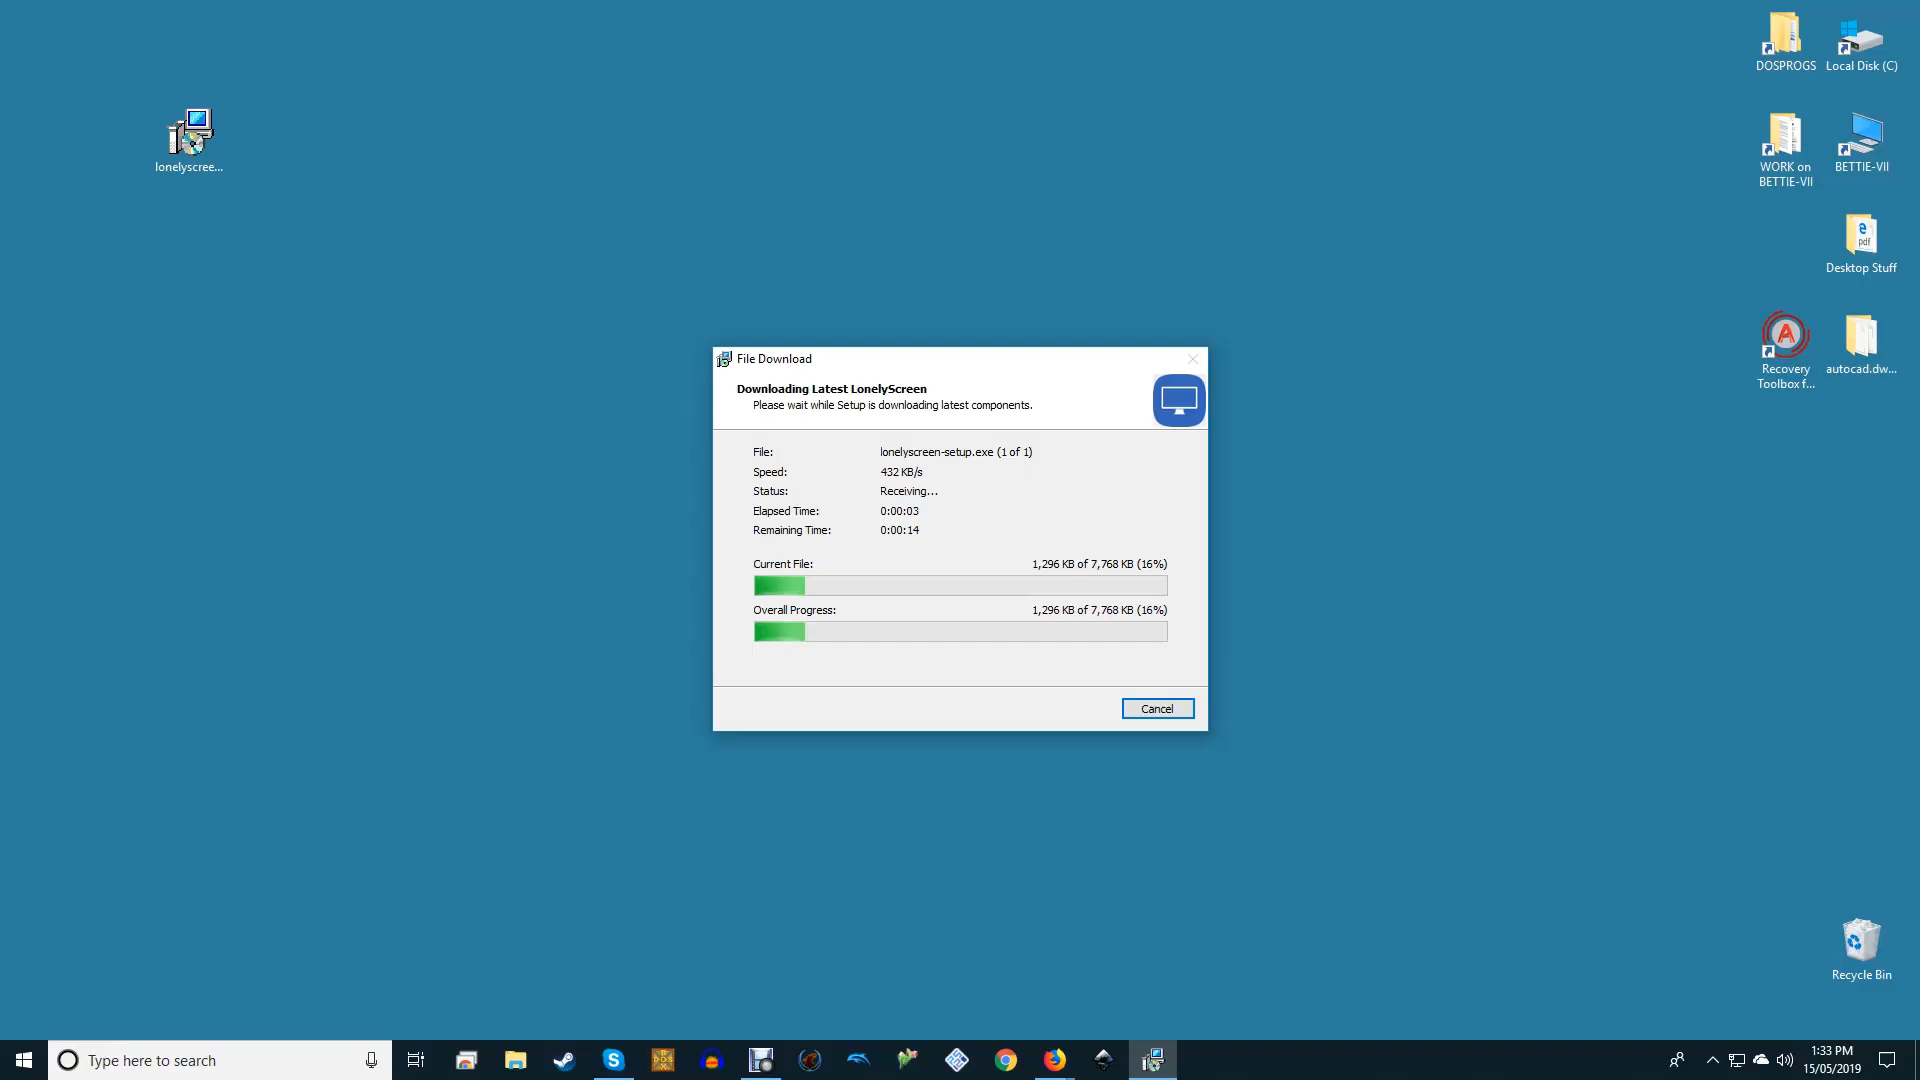 DOSPROGS
Local Disk (C)
lonelyscree...
WORK on
BETTIE-VII
BETTIE-VII
pdf
Desktop Stuff
A
Recovery
Toolbox f...
autocad.dw...
File Download
Downloading Latest LonelyScreen
Please wait while Setup is downloading latest components.
File: lonelyscreen-setup.exe (1 of 1)
Speed: 432 KB/s
Status: Receiving...
Elapsed Time: 0:00:03
Remaining Time: 0:00:14
Current File: 1,296 KB of 7,768 KB (16%)
Overall Progress: 1,296 KB of 7,768 KB (16%)
Cancel
Recycle Bin
Type here to search
DOS
1:33 PM
15/05/2019